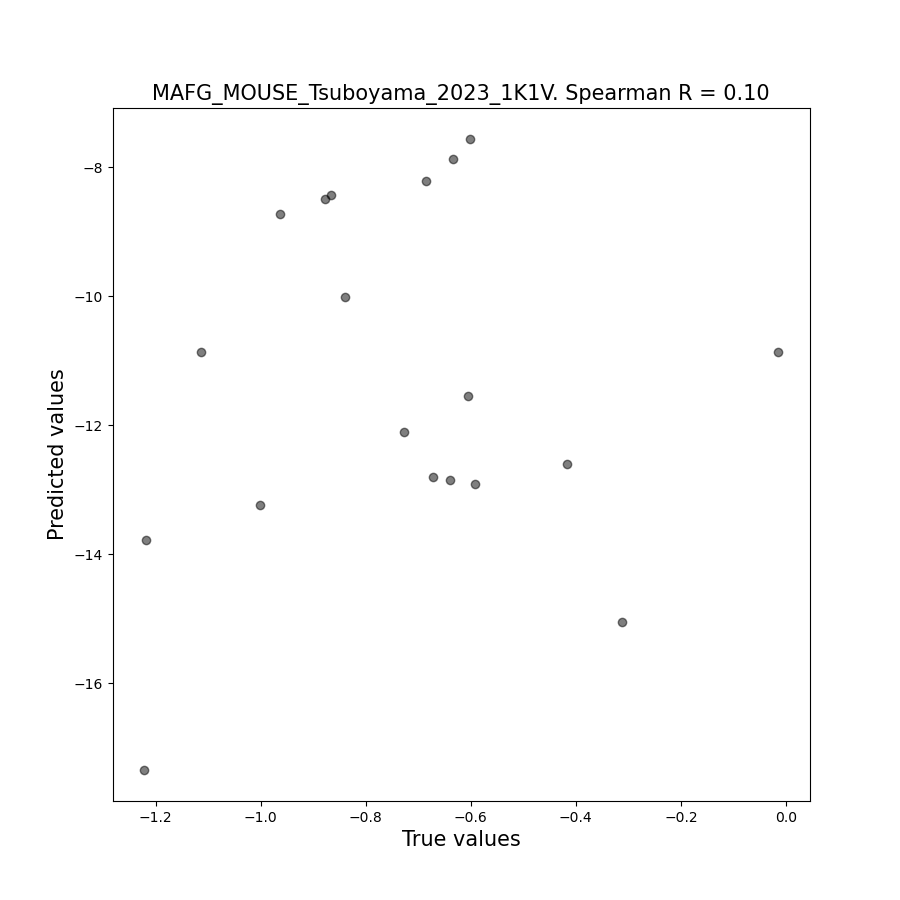 MAFG_MOUSE_Tsuboyama_2023_1K1V. Spearman R = 0.10
−8
−10
−12
−14
−16
Predicted values
−1.2 −1.0 −0.8 −0.6 −0.4 −0.2 0.0
True values